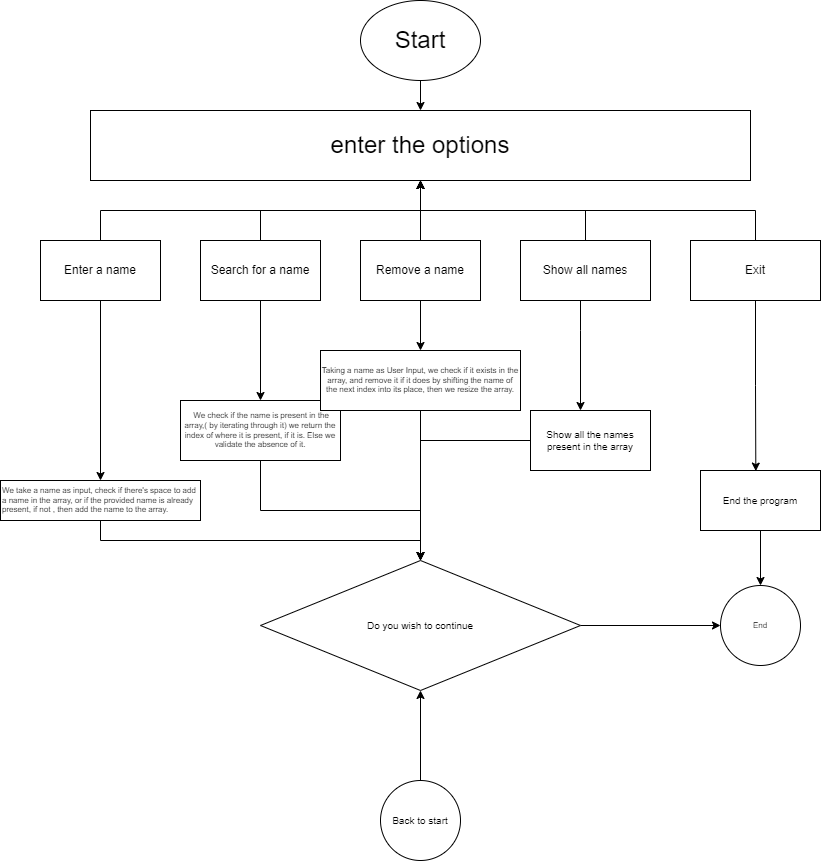 Start
enter the options
Enter a name
Search for a name
Remove a name
Show all names
Exit
Taking a name as User Input, we check if it exists in the
array, and remove it if it does by shifting the name of
the next index into its place, then we resize the array.
We check if the name is present in the
array,( by iterating through it) we return the
index of where it is present, if it is. Else we
validate the absence of it.
Show all the names
present in the array
We take a name as input, check if there's space to add
a name in the array, or if the provided name is already
present, if not , then add the name to the array.
End the program
Do you wish to continue
End
Back to start